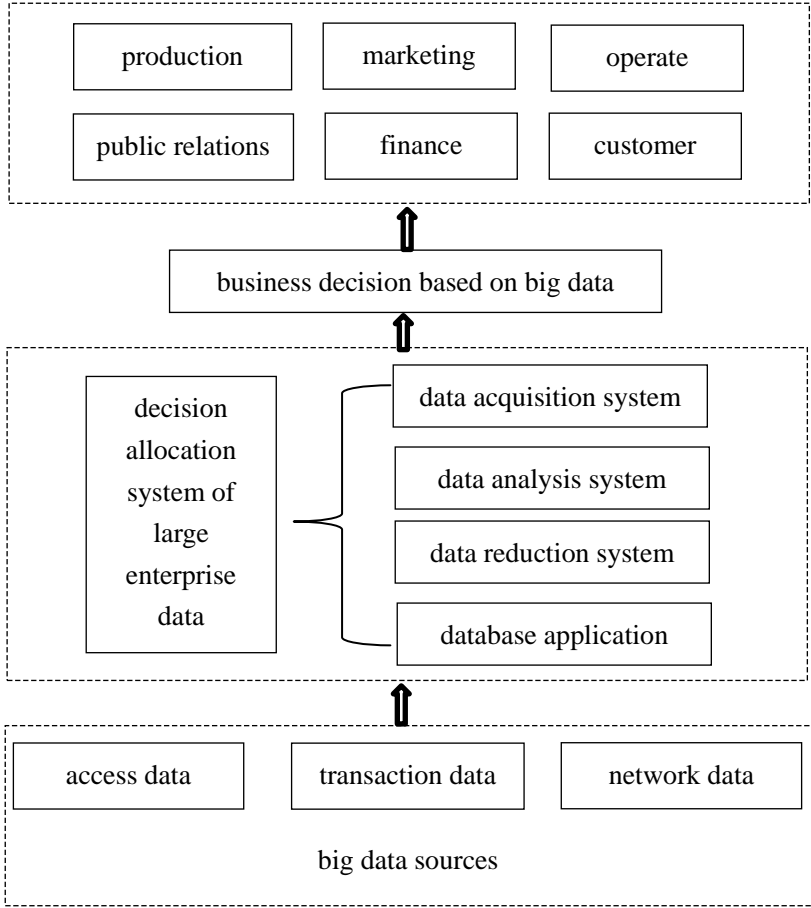 production
marketing
operate
public relations
finance
customer
business decision based on big data
decision
allocation
system of
large
enterprise
data
data acquisition system
data analysis system
data reduction system
database application
access data
transaction data
network data
big data sources